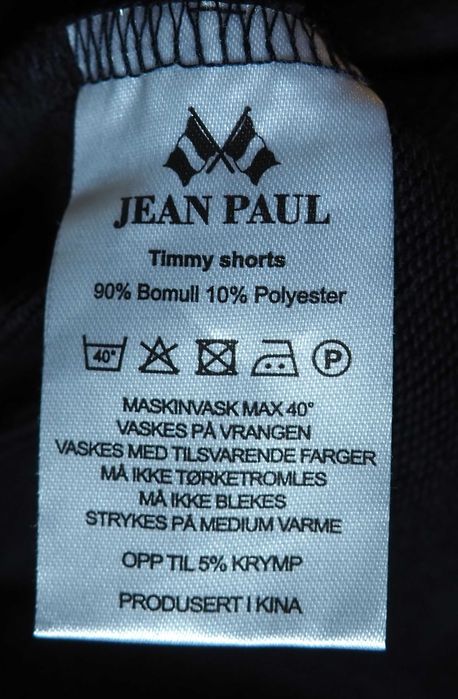 JEAN PAUL
Timmy shorts
90% Bomull 10% Polyester
40° P
MASKINVASK MAX 40°
VASKES PÅ VRANGEN
VASKES MED TILSVARENDE FARGER
MÅ IKKE TØRKETROMLES
MÅ IKKE BLEKES
STRYKES PÅ MEDIUM VARME
OPP TIL 5% KRYMP
PRODUSERT I KINA